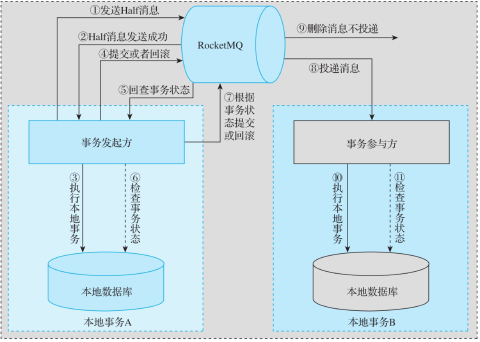 ①发送Half消息
②Half消息发送成功
④提交或者回滚
RocketMQ
⑨删除消息不投递
⑧投递消息
⑤回查事务状态
⑦根据
事务状
态提交
或回滚
事务发起方
事务参与方
③执行本地事务
⑥检查事务状态
⑩执行本地事务
⑪检查事务状态
本地数据库
本地数据库
本地事务A
本地事务B